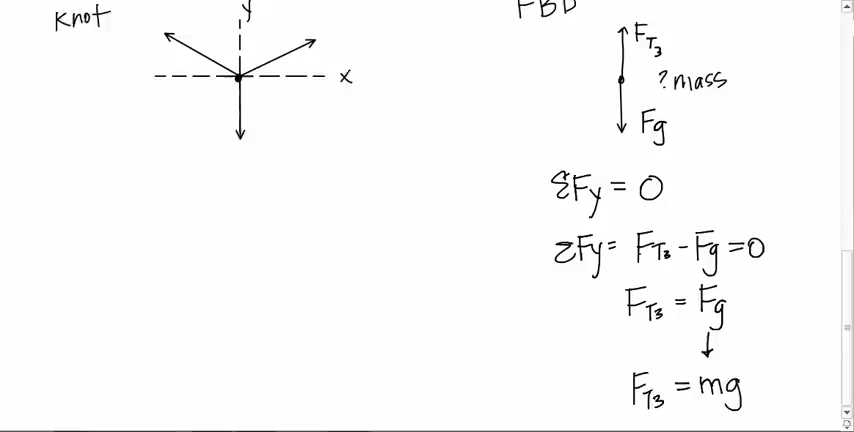 Knot
y
x
FBD
F_T3
? mass
Fg
ΣFy = 0
ΣFy = F_T3 - Fg = 0
F_T3 = Fg
↓
F_T3 = mg